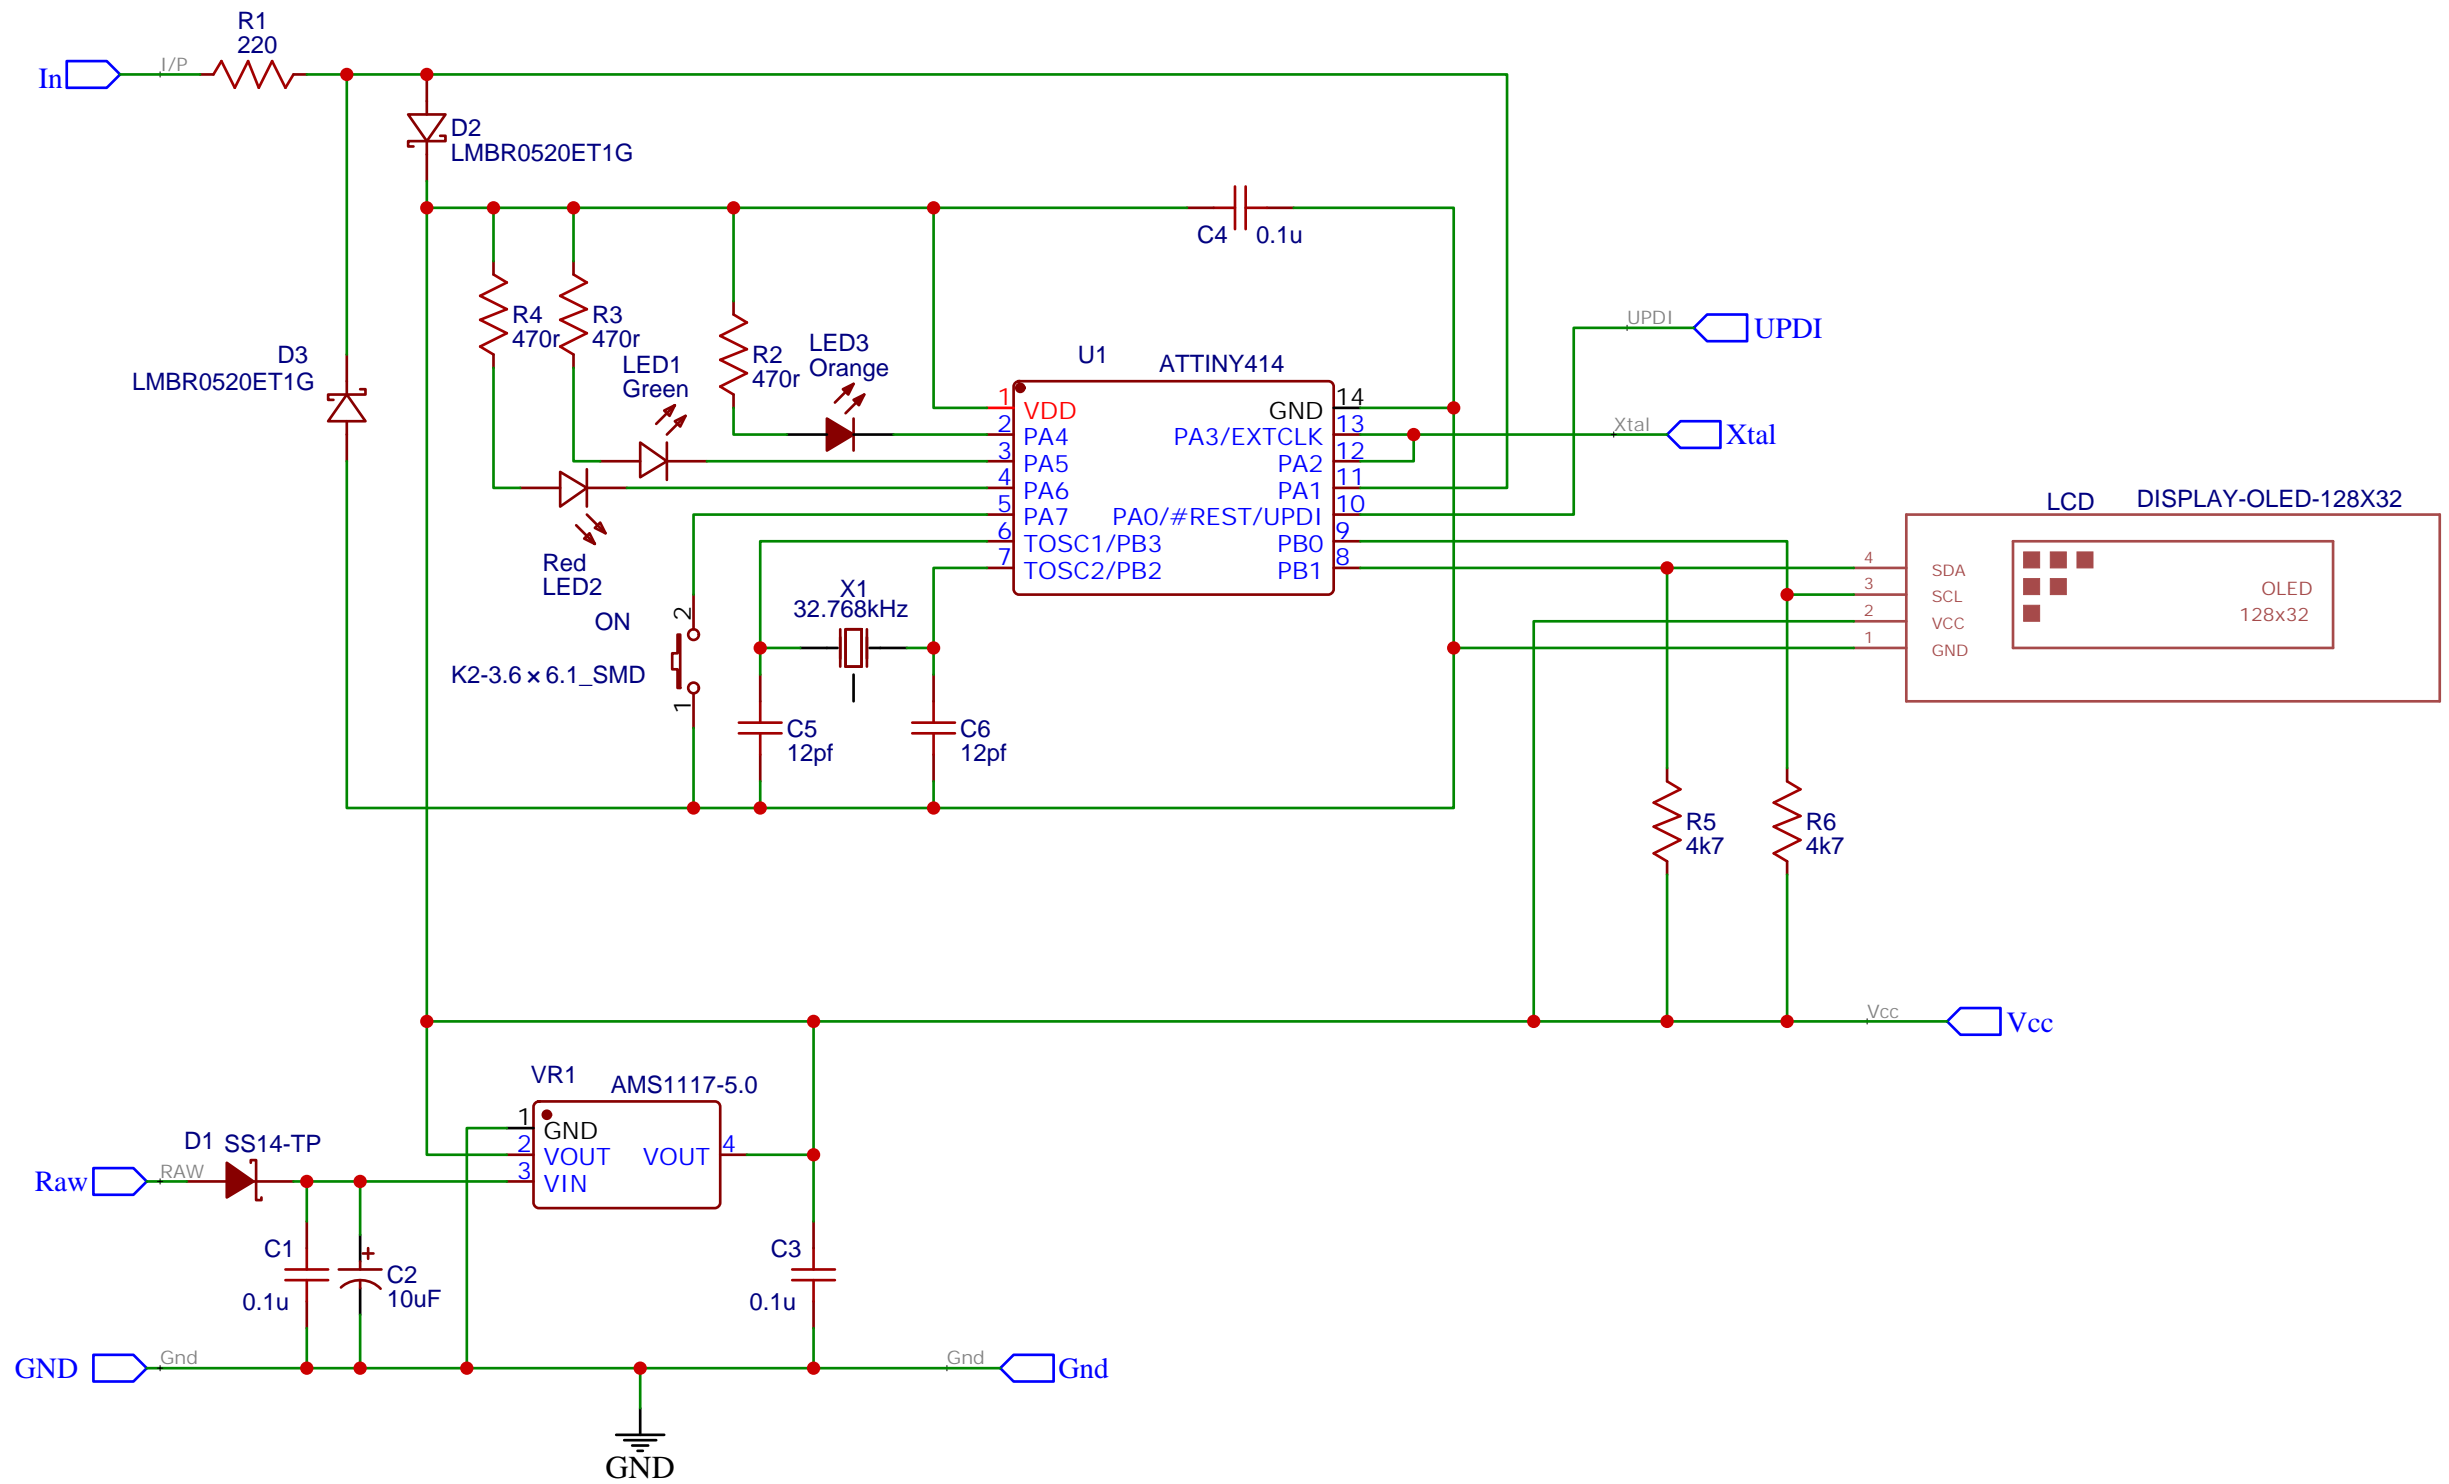 R1
220
In
I/P
D2
LMBR0520ET1G
C4 0.1u
R4
470r
R3
470r
LED1
Green
R2
470r
LED3
Orange
D3
LMBR0520ET1G
U1
ATTINY414
UPDI
UPDI
1
VDD
2
PA4
3
PA5
4
PA6
5
PA7
6
TOSC1/PB3
7
TOSC2/PB2
14
GND
13
PA3/EXTCLK
12
PA2
11
PA1
10
PA0/#REST/UPDI
9
PB0
8
PB1
Xtal
Xtal
LCD
DISPLAY-OLED-128X32
4
SDA
3
SCL
2
VCC
1
GND
OLED
128x32
Red
LED2
ON
2
K2-3.6×6.1_SMD
1
X1
32.768kHz
C5
12pf
C6
12pf
R5
4k7
R6
4k7
Vcc
Vcc
VR1
AMS1117-5.0
1
GND
2
VOUT
3
VIN
VOUT
4
D1 SS14-TP
Raw
RAW
C1
0.1u
+
C2
10uF
C3
0.1u
GND
Gnd
Gnd
Gnd
GND